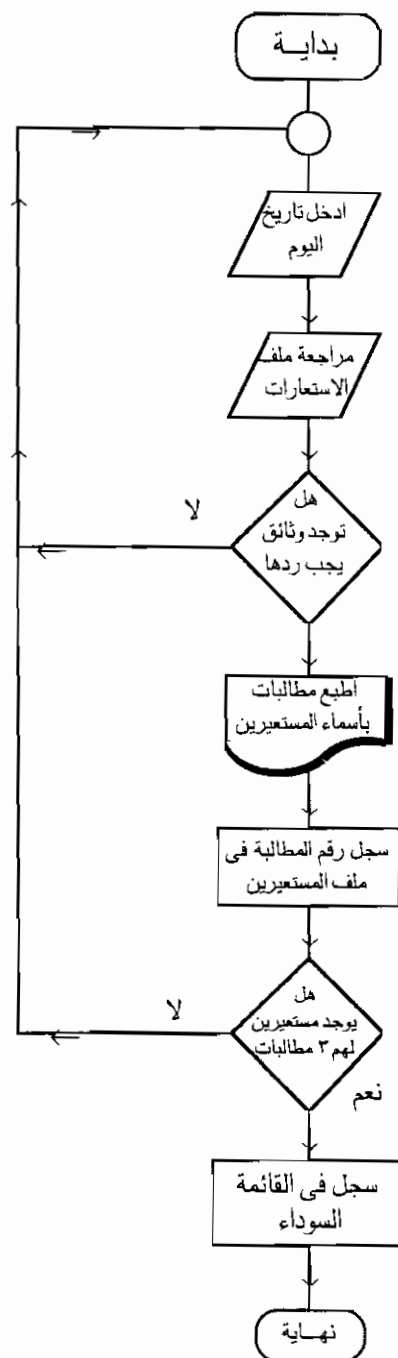 بدايــة
ادخل تاريخ
اليوم
مراجعة ملف
الاستعارات
هل
توجد وثائق
يجب ردها
لا
اطبع مطالبات
بأسماء المستعيرين
سجل رقم المطالبة فى
ملف المستعيرين
هل
يوجد مستعيرين
لهم ٣ مطالبات
لا
نعم
سجل فى القائمة
السوداء
نهــاية